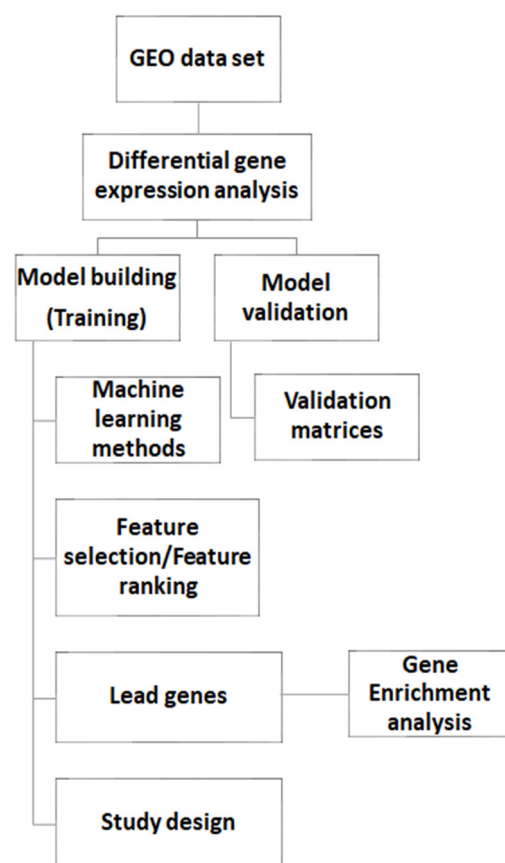 GEO data set
Differential gene
expression analysis
Model building
(Training)
Model
validation
Machine
learning
methods
Validation
matrices
Feature
selection/Feature
ranking
Lead genes
Gene
Enrichment
analysis
Study design